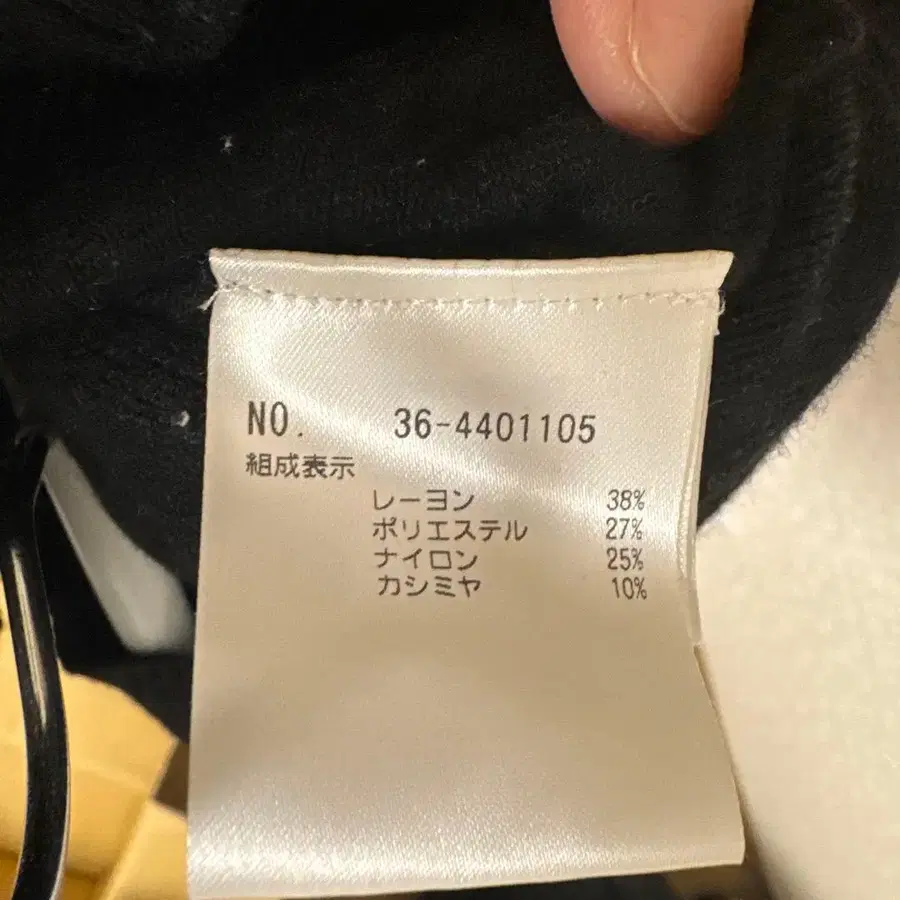 NO. 36-4401105
組成表示
レーヨン 38%
ポリエステル 27%
ナイロン 25%
カシミヤ 10%